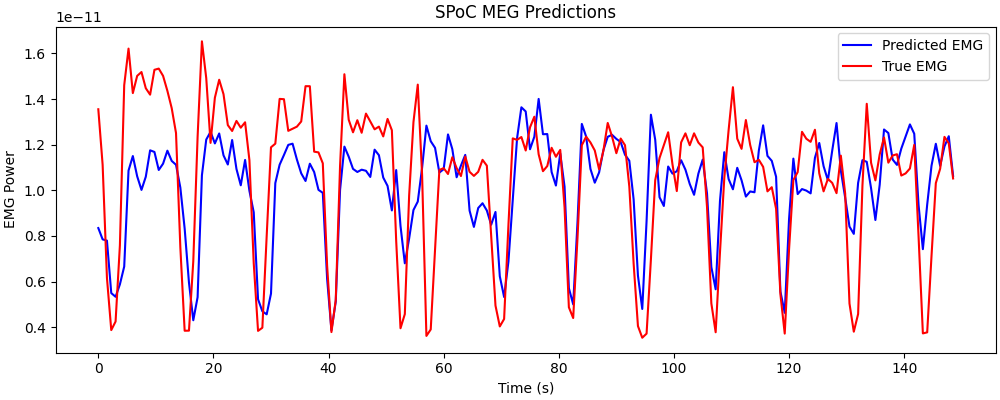 SPoC MEG Predictions
1e−11
EMG Power
1.6
1.4
1.2
1.0
0.8
0.6
0.4
Predicted EMG
True EMG
0 20 40 60 80 100 120 140
Time (s)